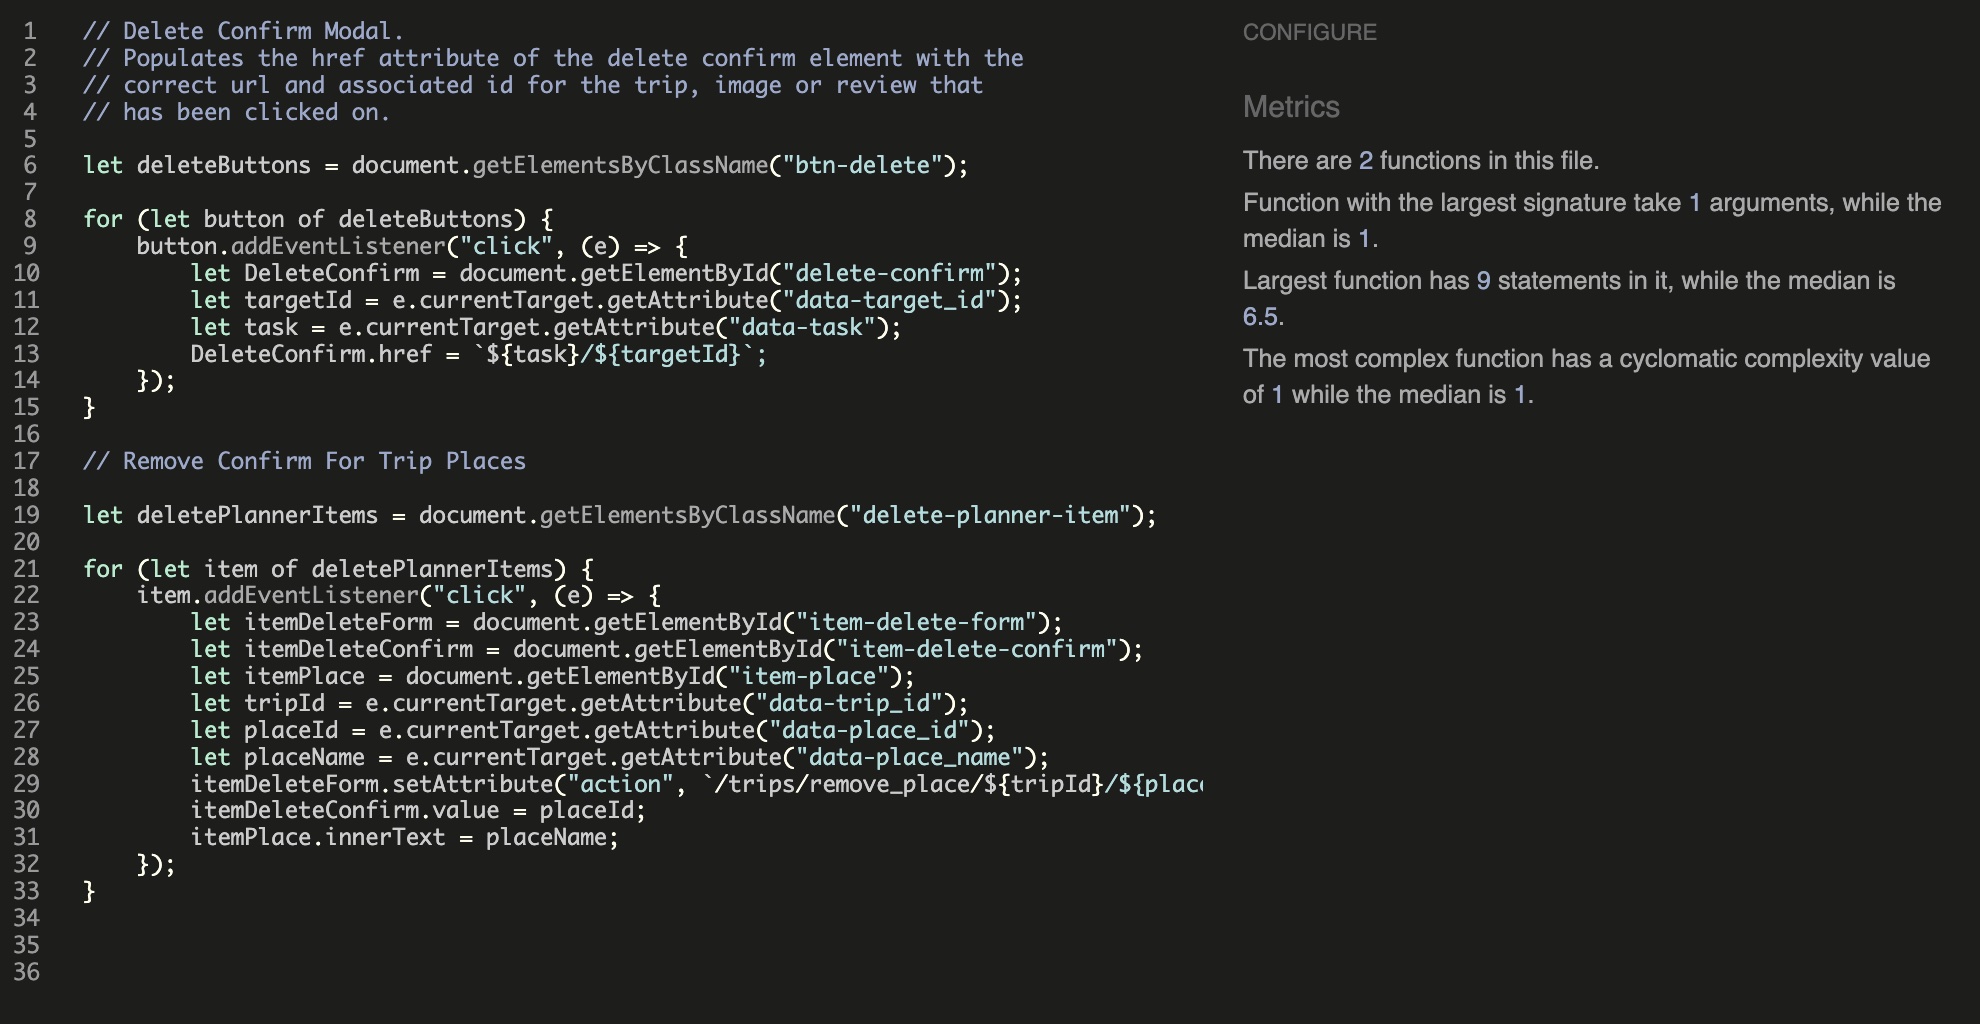 1 // Delete Confirm Modal.
2 // Populates the href attribute of the delete confirm element with the
3 // correct url and associated id for the trip, image or review that
4 // has been clicked on.
5
6 let deleteButtons = document.getElementsByClassName("btn-delete");
7
8 for (let button of deleteButtons) {
9     button.addEventListener("click", (e) => {
10         let DeleteConfirm = document.getElementById("delete-confirm");
11         let targetId = e.currentTarget.getAttribute("data-target_id");
12         let task = e.currentTarget.getAttribute("data-task");
13         DeleteConfirm.href = `${task}/${targetId}`;
14     });
15 }
16
17 // Remove Confirm For Trip Places
18
19 let deletePlannerItems = document.getElementsByClassName("delete-planner-item");
20
21 for (let item of deletePlannerItems) {
22     item.addEventListener("click", (e) => {
23         let itemDeleteForm = document.getElementById("item-delete-form");
24         let itemDeleteConfirm = document.getElementById("item-delete-confirm");
25         let itemPlace = document.getElementById("item-place");
26         let tripId = e.currentTarget.getAttribute("data-trip_id");
27         let placeId = e.currentTarget.getAttribute("data-place_id");
28         let placeName = e.currentTarget.getAttribute("data-place_name");
29         itemDeleteForm.setAttribute("action", `/trips/remove_place/${tripId}/${plac
30         itemDeleteConfirm.value = placeId;
31         itemPlace.innerText = placeName;
32     });
33 }
34
35
36
CONFIGURE
Metrics
There are 2 functions in this file.
Function with the largest signature take 1 arguments, while the
median is 1.
Largest function has 9 statements in it, while the median is
6.5.
The most complex function has a cyclomatic complexity value
of 1 while the median is 1.